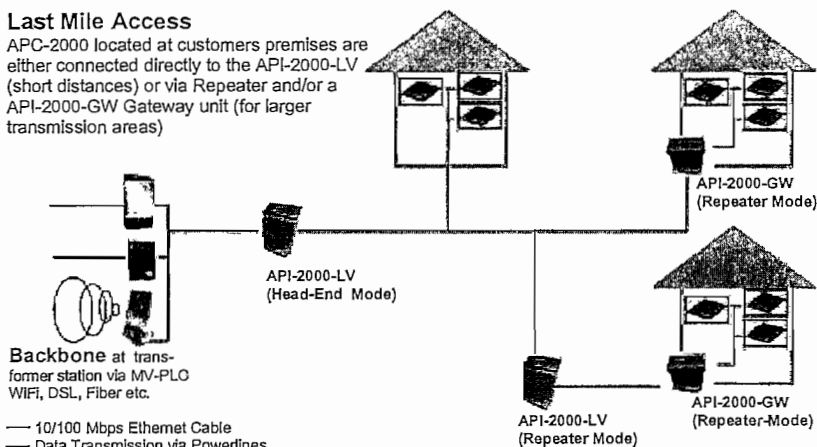 Last Mile Access
APC-2000 located at customers premises are
either connected directly to the API-2000-LV
(short distances) or via Repeater and/or a
API-2000-GW Gateway unit (for larger
transmission areas)
API-2000-GW
(Repeater Mode)
API-2000-LV
(Head-End Mode)
Backbone at trans-
former station via MV-PLC
WiFi, DSL, Fiber etc.
API-2000-LV
(Repeater Mode)
API-2000-GW
(Repeater-Mode)
10/100 Mbps Ethernet Cable
Data Transmission via Powerlines